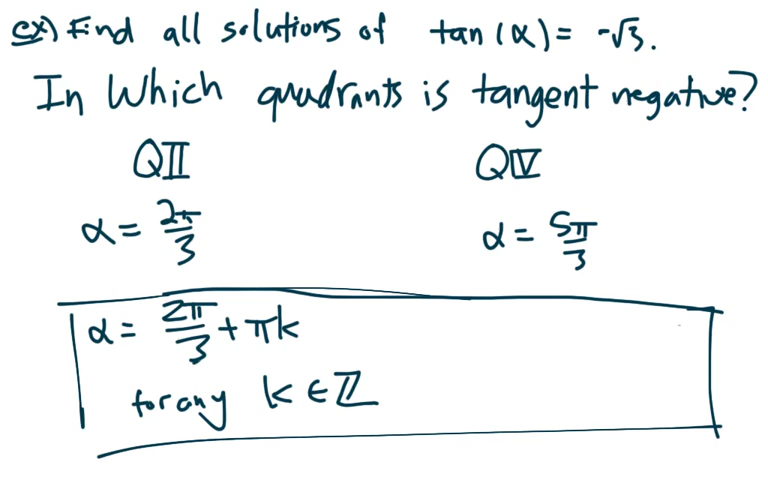 ex) Find all solutions of tan(α) = -√3.
In Which quadrants is tangent negative?
QII QIV
α = 2π/3 α = 5π/3
α = 2π/3 + πk
for any k ∈ ℤ